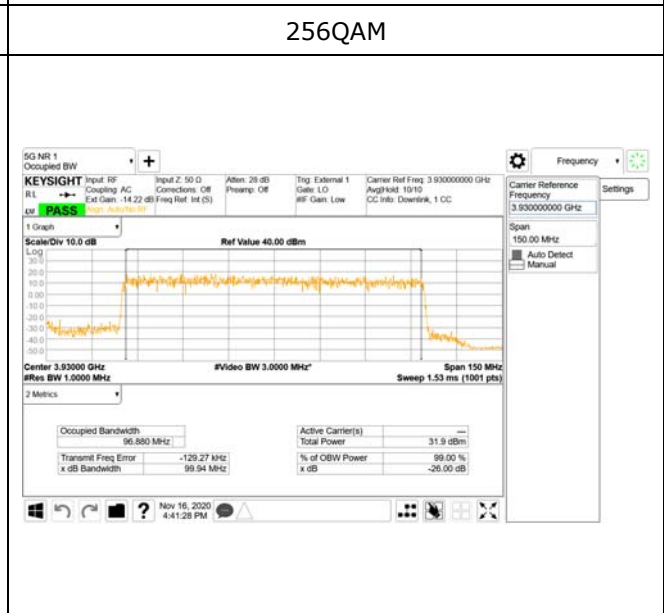 256QAM
5G NR 1
Occupied BW
Frequency
KEYSIGHT
RL
LXI
PASS
Input: RF
Coupling: AC
Ext Gain: -14.22 dB
Align: Auto/No RF
Input Z: 50 Ω
Corrections: Off
Freq Ref: Int (S)
Atten: 28 dB
Preamp: Off
Trig: External 1
Gate: LO
#IF Gain: Low
Carrier Ref Freq: 3.930000000 GHz
Avg|Hold: 10/10
CC Info: Downlink, 1 CC
Carrier Reference
Frequency
3.930000000 GHz
Settings
Span
150.00 MHz
Auto Detect
Manual
1 Graph
Scale/Div 10.0 dB
Ref Value 40.00 dBm
Log
30.0
20.0
10.0
0.00
-10.0
-20.0
-30.0
-40.0
-50.0
Center 3.93000 GHz
#Video BW 3.0000 MHz*
Span 150 MHz
#Res BW 1.0000 MHz
Sweep 1.53 ms (1001 pts)
2 Metrics
Occupied Bandwidth
96.880 MHz
Transmit Freq Error -129.27 kHz
x dB Bandwidth 99.94 MHz
Active Carrier(s) ---
Total Power 31.9 dBm
% of OBW Power 99.00 %
x dB -26.00 dB
?
Nov 16, 2020
4:41:28 PM